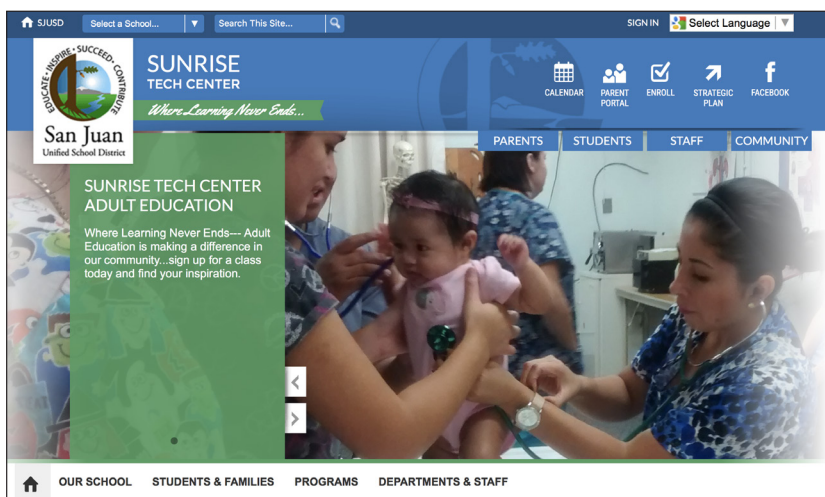 SJUSD
Select a School...
Search This Site...
SIGN IN
Select Language
EDUCATE · INSPIRE · SUCCEED · CONTRIBUTE
San Juan
Unified School District
SUNRISE
TECH CENTER
Where Learning Never Ends...
CALENDAR
PARENT
PORTAL
ENROLL
STRATEGIC
PLAN
FACEBOOK
PARENTS
STUDENTS
STAFF
COMMUNITY
SUNRISE TECH CENTER
ADULT EDUCATION
Where Learning Never Ends--- Adult
Education is making a difference in
our community...sign up for a class
today and find your inspiration.
OUR SCHOOL
STUDENTS & FAMILIES
PROGRAMS
DEPARTMENTS & STAFF